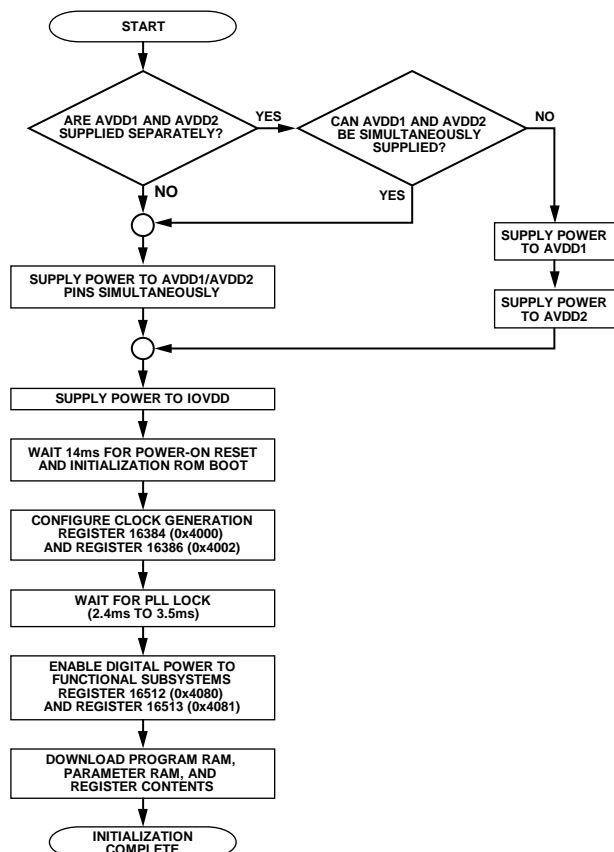 START
ARE AVDD1 AND AVDD2
SUPPLIED SEPARATELY?
YES
CAN AVDD1 AND AVDD2
BE SIMULTANEOUSLY
SUPPLIED?
NO
NO
YES
SUPPLY POWER
TO AVDD1
SUPPLY POWER TO AVDD1/AVDD2
PINS SIMULTANEOUSLY
SUPPLY POWER
TO AVDD2
SUPPLY POWER TO IOVDD
WAIT 14ms FOR POWER-ON RESET
AND INITIALIZATION ROM BOOT
CONFIGURE CLOCK GENERATION
REGISTER 16384 (0x4000)
AND REGISTER 16386 (0x4002)
WAIT FOR PLL LOCK
(2.4ms TO 3.5ms)
ENABLE DIGITAL POWER TO
FUNCTIONAL SUBSYSTEMS
REGISTER 16512 (0x4080)
AND REGISTER 16513 (0x4081)
DOWNLOAD PROGRAM RAM,
PARAMETER RAM, AND
REGISTER CONTENTS
INITIALIZATION
COMPLETE